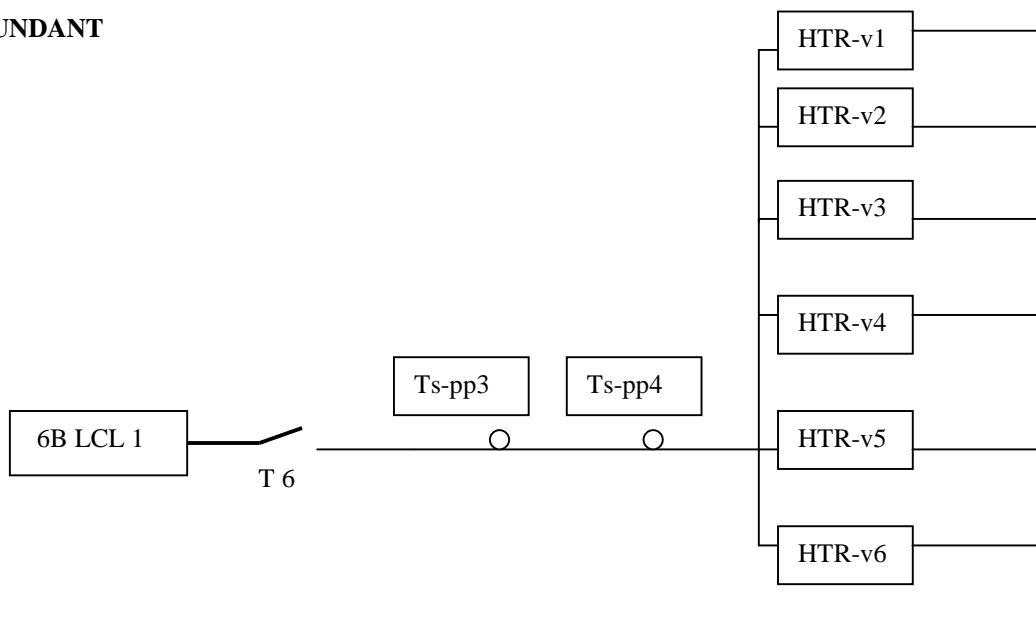 UNDANT
HTR-v1
HTR-v2
HTR-v3
HTR-v4
Ts-pp3
Ts-pp4
6B LCL 1
T 6
HTR-v5
HTR-v6